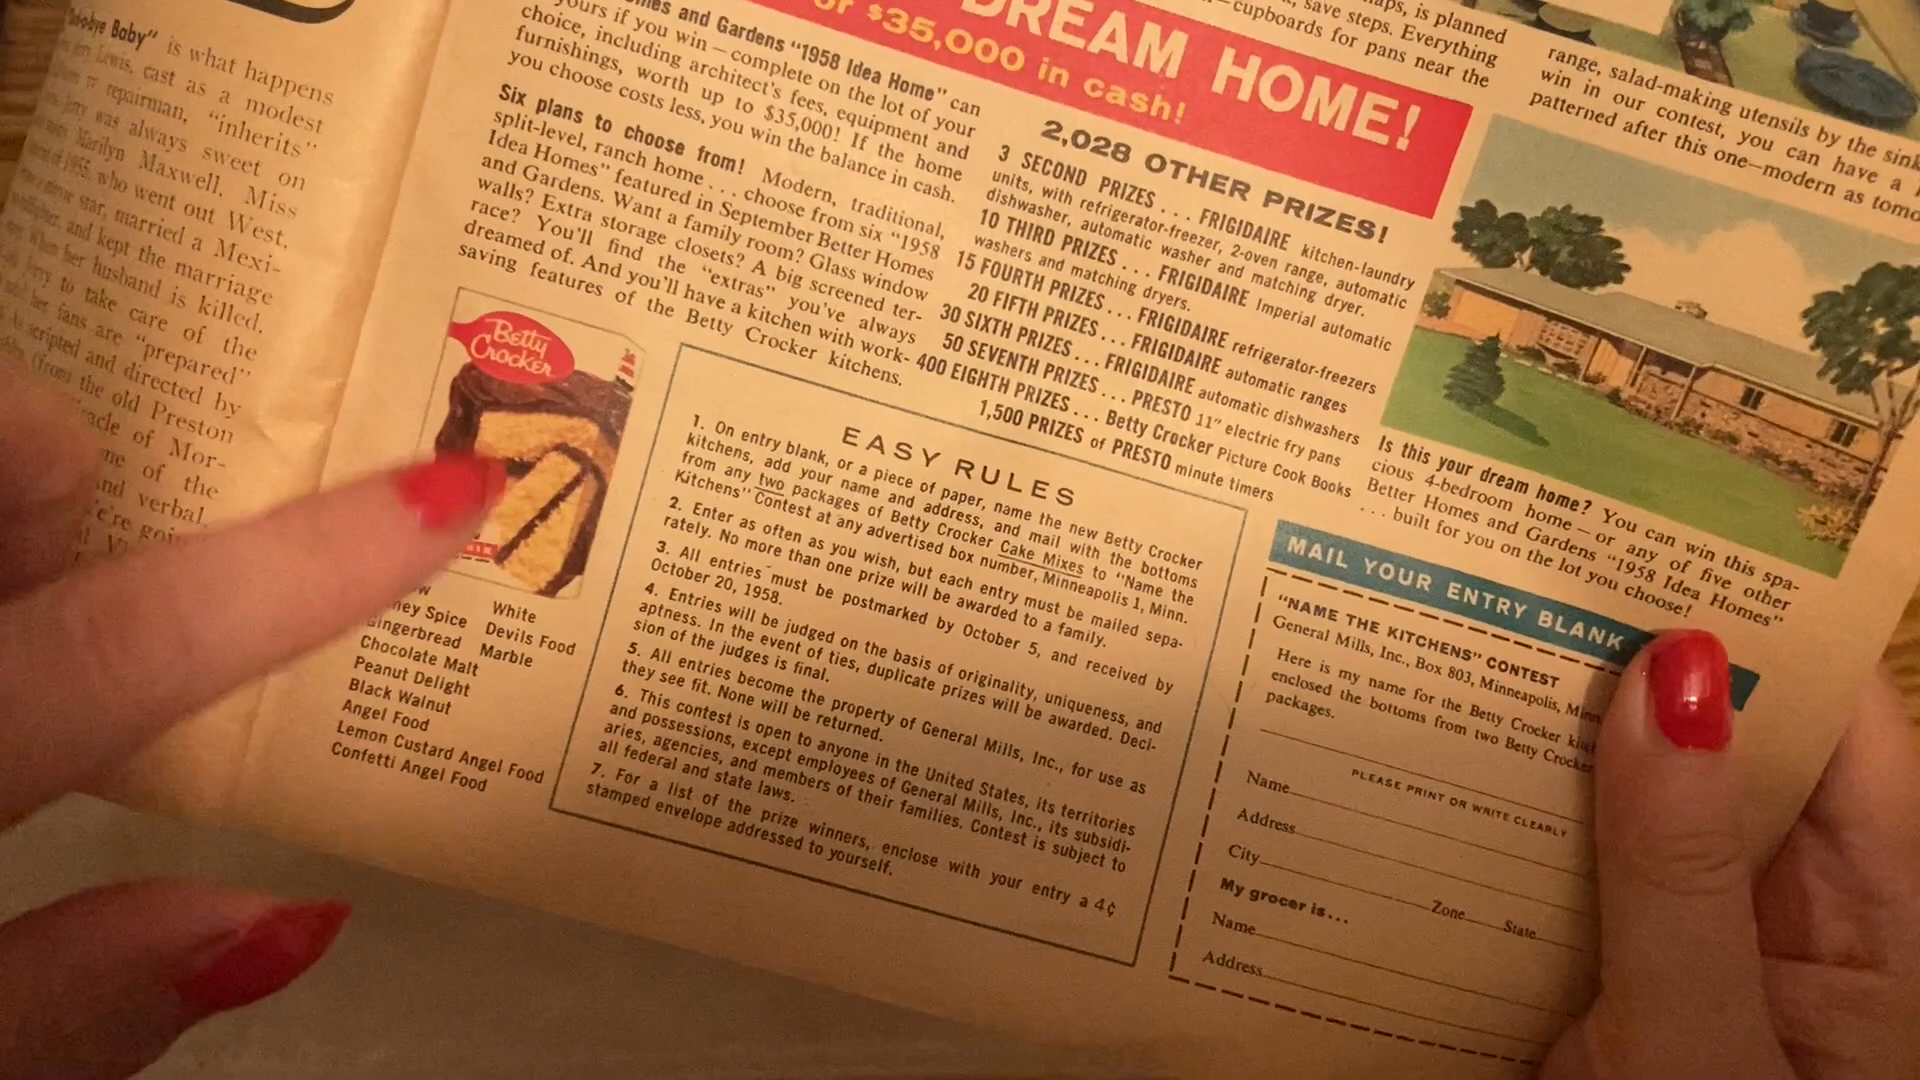 "Rock-a-bye Baby" is what happens
Jerry Lewis, cast as a modest
repairman, "inherits"
Jerry was always sweet on
Marilyn Maxwell. Miss
of 1955, who went out West.
star, married a Mexi-
and kept the marriage
When her husband is killed,
Jerry to take care of the
her fans are "prepared"
As scripted and directed by
(from the old Preston
Miracle of Mor-
one of the
and verbal.
We're going
and Gardens "1958 Idea Home" can
yours if you win—complete on the lot of your
choice, including architect's fees, equipment and
furnishings, worth up to $35,000! If the home
you choose costs less, you win the balance in cash.
Six plans to choose from! Modern, traditional,
split-level, ranch home . . . choose from six "1958
Idea Homes" featured in September Better Homes
and Gardens. Want a family room? Glass window
walls? Extra storage closets? A big screened ter-
race? You'll find the "extras" you've always
dreamed of. And you'll have a kitchen with work-
saving features of the Betty Crocker kitchens.
Betty
Crocker
White
Honey Spice Devils Food
Gingerbread Marble
Chocolate Malt
Peanut Delight
Black Walnut
Angel Food
Lemon Custard Angel Food
Confetti Angel Food
DREAM HOME!
or $35,000 in cash!
2,028 OTHER PRIZES!
3 SECOND PRIZES . . . FRIGIDAIRE kitchen-laundry
units, with refrigerator-freezer, 2-oven range, automatic
dishwasher, automatic washer and matching dryer.
10 THIRD PRIZES . . . FRIGIDAIRE Imperial automatic
washers and matching dryers.
15 FOURTH PRIZES . . . FRIGIDAIRE refrigerator-freezers
20 FIFTH PRIZES . . . FRIGIDAIRE automatic ranges
30 SIXTH PRIZES . . . FRIGIDAIRE automatic dishwashers
50 SEVENTH PRIZES . . . PRESTO 11" electric fry pans
400 EIGHTH PRIZES . . . Betty Crocker Picture Cook Books
1,500 PRIZES of PRESTO minute timers
EASY RULES
1. On entry blank, or a piece of paper, name the new Betty Crocker
kitchens, add your name and address, and mail with the bottoms
from any two packages of Betty Crocker Cake Mixes to "Name the
Kitchens" Contest at any advertised box number, Minneapolis 1, Minn.
2. Enter as often as you wish, but each entry must be mailed sepa-
rately. No more than one prize will be awarded to a family.
3. All entries must be postmarked by October 5, and received by
October 20, 1958.
4. Entries will be judged on the basis of originality, uniqueness, and
aptness. In the event of ties, duplicate prizes will be awarded. Deci-
sion of the judges is final.
5. All entries become the property of General Mills, Inc., for use as
they see fit. None will be returned.
6. This contest is open to anyone in the United States, its territories
and possessions, except employees of General Mills, Inc., its subsidi-
aries, agencies, and members of their families. Contest is subject to
all federal and state laws.
7. For a list of the prize winners, enclose with your entry a 4¢
stamped envelope addressed to yourself.
is planned
save steps. Everything
—cupboards for pans near the
range, salad-making utensils by the sink
win in our contest, you can have a
patterned after this one—modern as tomo
Is this your dream home? You can win this spa-
cious 4-bedroom home—or any of five other
Better Homes and Gardens "1958 Idea Homes"
. . . built for you on the lot you choose!
MAIL YOUR ENTRY BLANK
"NAME THE KITCHENS" CONTEST
General Mills, Inc., Box 803, Minneapolis, Minn
Here is my name for the Betty Crocker kitc
enclosed the bottoms from two Betty Crocker
packages.
PLEASE PRINT OR WRITE CLEARLY
Name
Address
City Zone State
My grocer is...
Name
Address